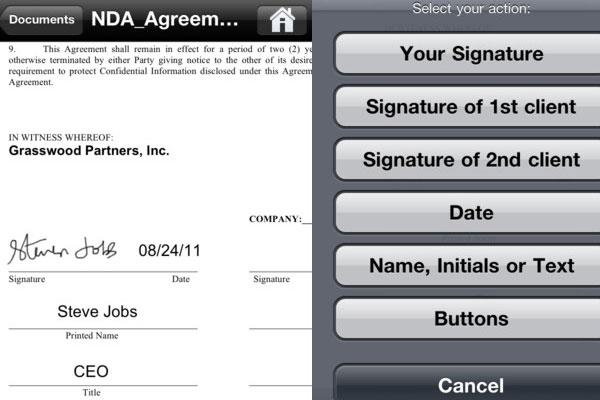 Documents
NDA_Agreem...
9. This Agreement shall remain in effect for a period of two (2) ye
otherwise terminated by either Party giving notice to the other of its desire
requirement to protect Confidential Information disclosed under this Agreem
Agreement.
IN WITNESS WHEREOF:
Grasswood Partners, Inc.
COMPANY:
Steven Jobs 08/24/11
Signature Date Signature
Steve Jobs
Printed Name
CEO
Title
Select your action:
Your Signature
Signature of 1st client
Signature of 2nd client
Date
Name, Initials or Text
Buttons
Cancel